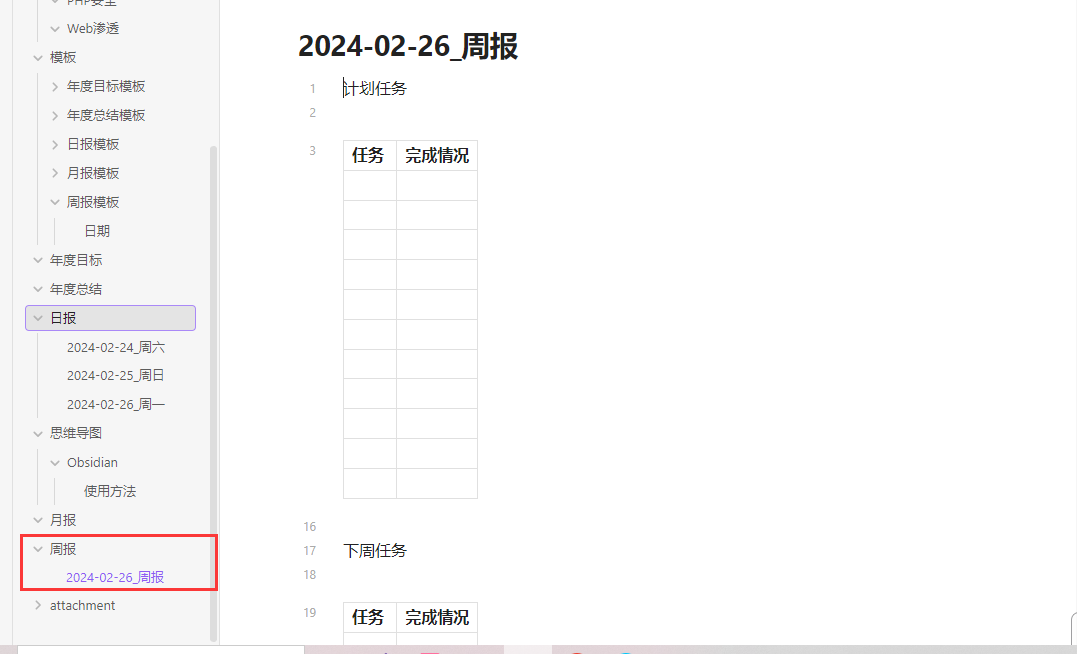 PHP安全
Web渗透
模板
年度目标模板
年度总结模板
日报模板
月报模板
周报模板
日期
年度目标
年度总结
日报
2024-02-24_周六
2024-02-25_周日
2024-02-26_周一
思维导图
Obsidian
使用方法
月报
周报
2024-02-26_周报
attachment
2024-02-26_周报
1 计划任务
2
3 任务 完成情况
16
17 下周任务
18
19 任务 完成情况